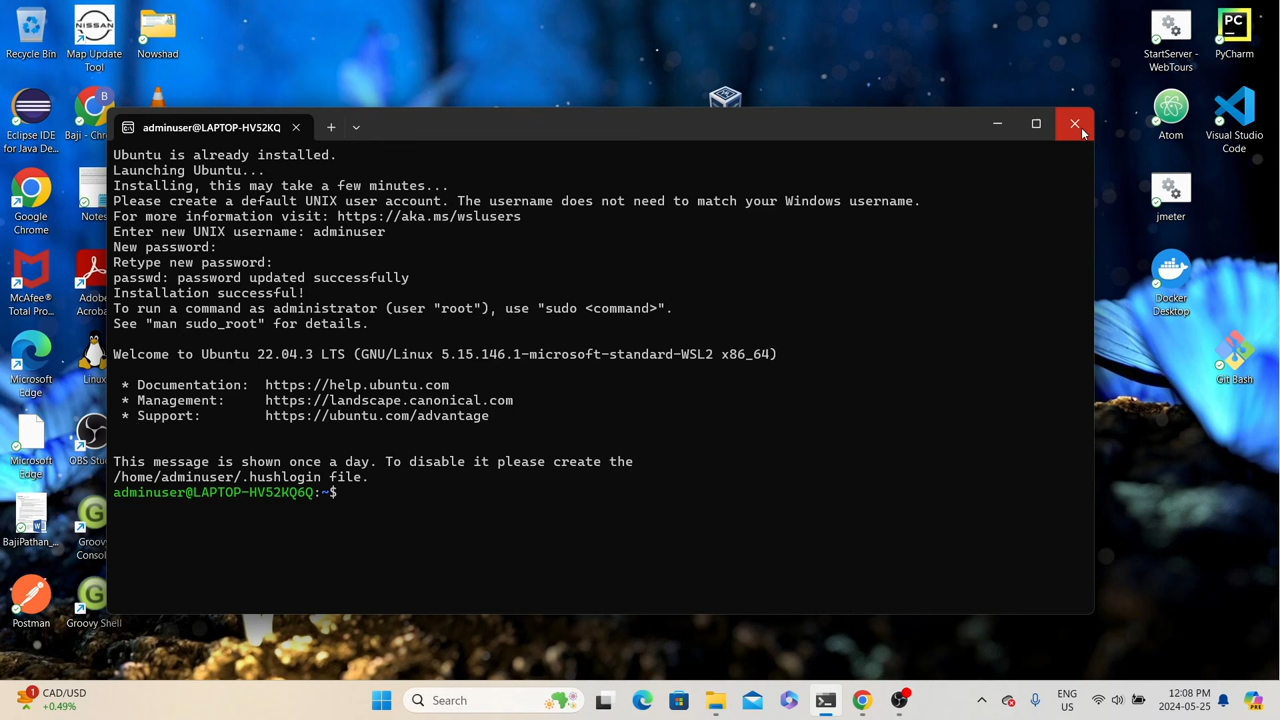 Recycle Bin
Map Update
Tool
Nowshad
StartServer -
WebTours
PC
PyCharm
Eclipse IDE
for Java De...
B
Baji - Chro
Atom
Visual Studio
Code
Google
Chrome
Notes
jmeter
McAfee®
Total Pro...
Adobe
Acroba
Docker
Desktop
Microsoft
Edge
Linux
Git Bash
Microsoft
Edge
OBS Stu
BajiPathan_...
Groov
Conso
Postman
Groovy Shell
NISSAN
adminuser@LAPTOP-HV52KQ
Ubuntu is already installed.
Launching Ubuntu...
Installing, this may take a few minutes...
Please create a default UNIX user account. The username does not need to match your Windows username.
For more information visit: https://aka.ms/wslusers
Enter new UNIX username: adminuser
New password:
Retype new password:
passwd: password updated successfully
Installation successful!
To run a command as administrator (user "root"), use "sudo <command>".
See "man sudo_root" for details.
Welcome to Ubuntu 22.04.3 LTS (GNU/Linux 5.15.146.1-microsoft-standard-WSL2 x86_64)
* Documentation: https://help.ubuntu.com
* Management: https://landscape.canonical.com
* Support: https://ubuntu.com/advantage
This message is shown once a day. To disable it please create the
/home/adminuser/.hushlogin file.
adminuser@LAPTOP-HV52KQ6Q:~$
1
CAD/USD
+0.49%
Search
ENG
US
12:08 PM
2024-05-25
PRE